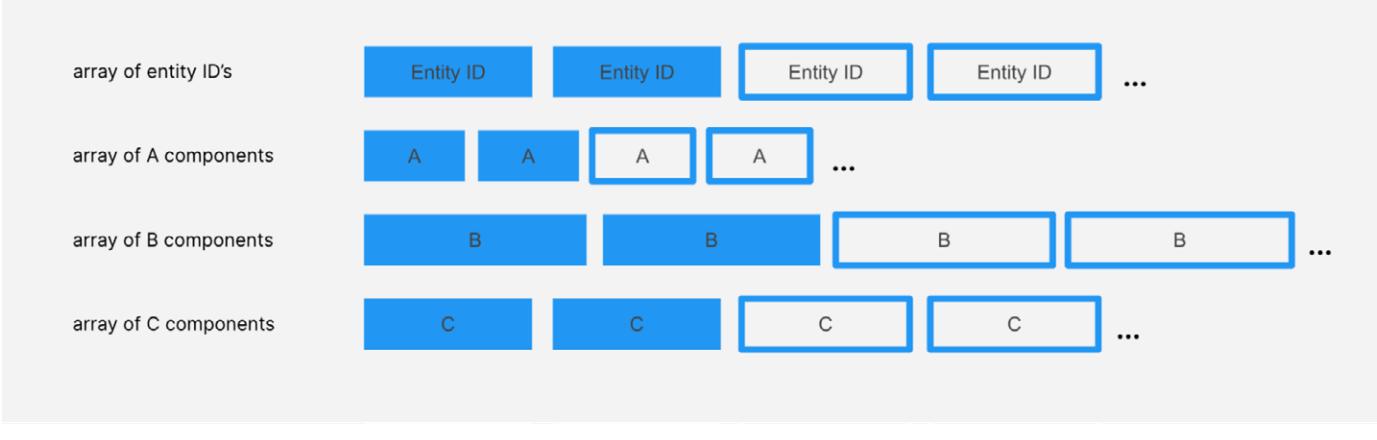 array of entity ID’s Entity ID Entity ID Entity ID Entity ID ...
array of A components A A A A ...
array of B components B B B B ...
array of C components C C C C ...